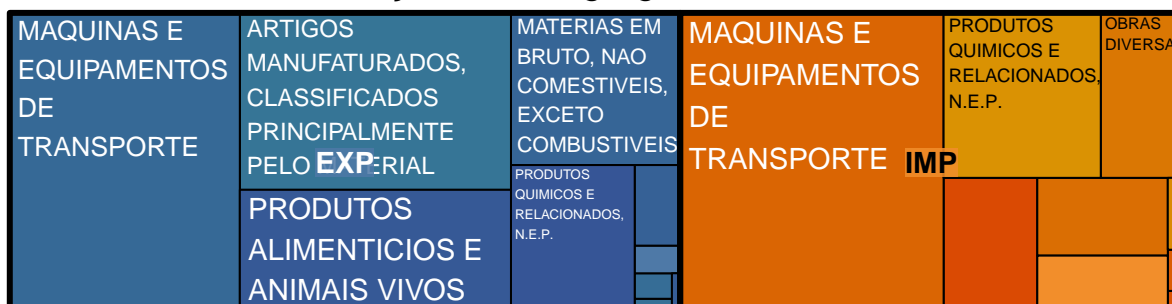 MAQUINAS E
EQUIPAMENTOS
DE
TRANSPORTE
ARTIGOS
MANUFATURADOS,
CLASSIFICADOS
PRINCIPALMENTE
PELO
ERIAL
EXP
PRODUTOS
ALIMENTICIOS E
ANIMAIS VIVOS
MATERIAS EM
BRUTO, NAO
COMESTIVEIS,
EXCETO
COMBUSTIVEIS
PRODUTOS
QUIMICOS E
RELACIONADOS,
N.E.P.
MAQUINAS E
EQUIPAMENTOS
DE
TRANSPORTE
IMP
PRODUTOS
QUIMICOS E
RELACIONADOS,
N.E.P.
OBRAS
DIVERSA